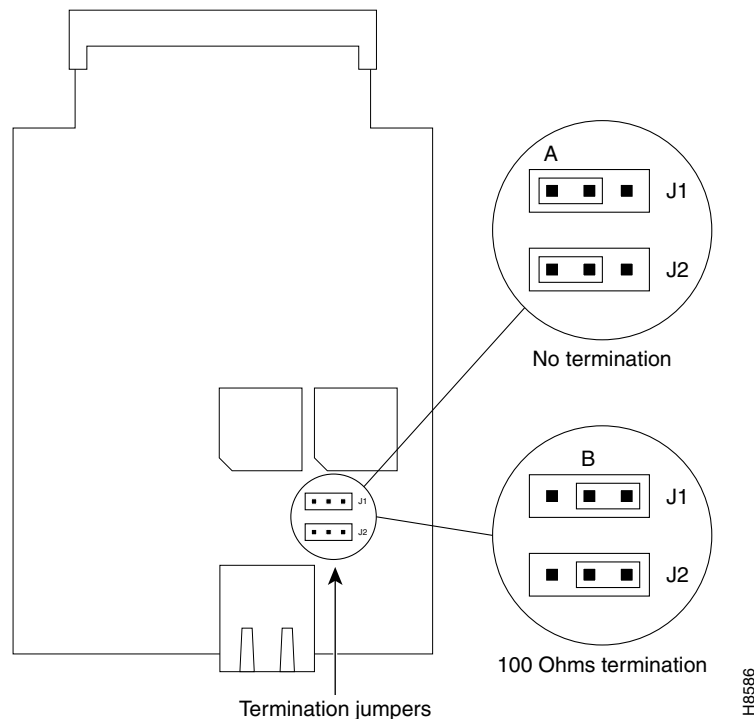 A
J1
J2
No termination
B
J1
J2
100 Ohms termination
J1
J2
Termination jumpers
H8586